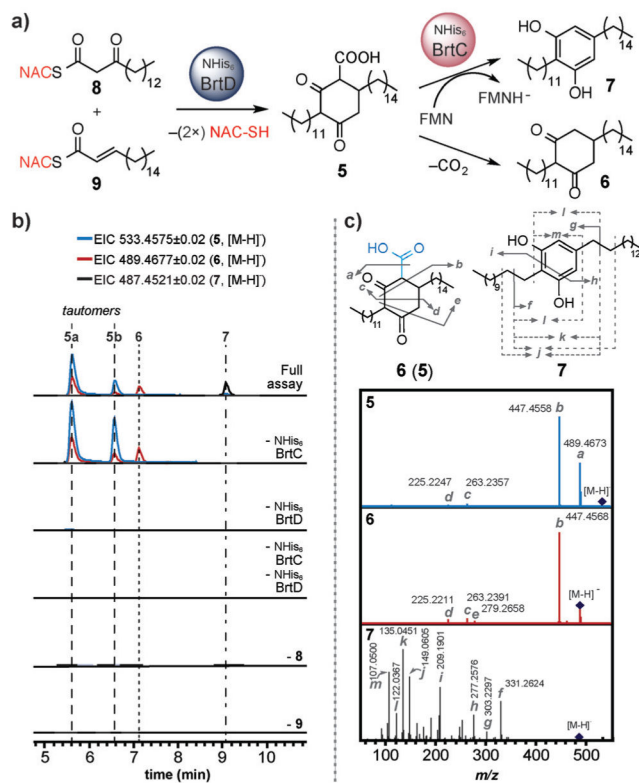 a)
NAC
S
O
O
12
8
+
NAC
S
O
14
9
NHis₆
BrtD
–(2×) NAC-SH
COOH
O
14
11
O
5
NHis₆
BrtC
FMN
FMNH⁻
–CO₂
HO
14
11
OH
7
O
14
11
O
6
b)
EIC 533.4575±0.02 (5, [M-H]⁻)
EIC 489.4677±0.02 (6, [M-H]⁻)
EIC 487.4521±0.02 (7, [M-H]⁻)
tautomers
5a 5b 6 7
Full
assay
- NHis₆
BrtC
- NHis₆
BrtD
- NHis₆
BrtC
- NHis₆
BrtD
- 8
- 9
4 5 6 7 8 9 10
time (min)
c)
O
HO
a
b
O
c
14
e
d
11
O
6 (5)
l
g
m
HO
i
12
9
h
OH
f
l
k
j
7
5
447.4558 b
489.4673
a
[M-H]⁻
225.2247
263.2357
d
c
6
447.4568
b
[M-H]⁻
225.2211
263.2391
279.2658
d
c e
7
135.0451
k
107.0500
m
122.0367
l
149.0605
j
209.1901
i
277.2576
h
303.2297
g
331.2624
f
[M-H]⁻
100 200 300 400 500
m/z